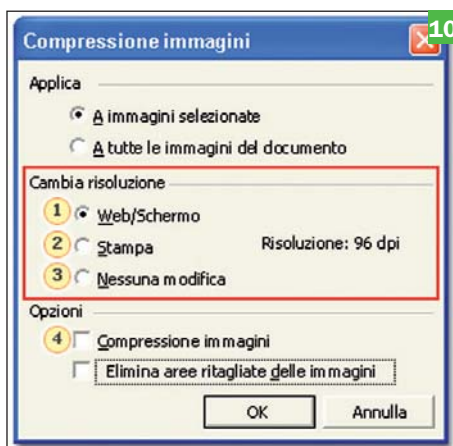 Compressione immagini
10
Applica
A immagini selezionate
A tutte le immagini del documento
Cambia risoluzione
1 Web/Schermo
2 Stampa Risoluzione: 96 dpi
3 Nessuna modifica
Opzioni
4 Compressione immagini
Elimina aree ritagliate delle immagini
OK Annulla